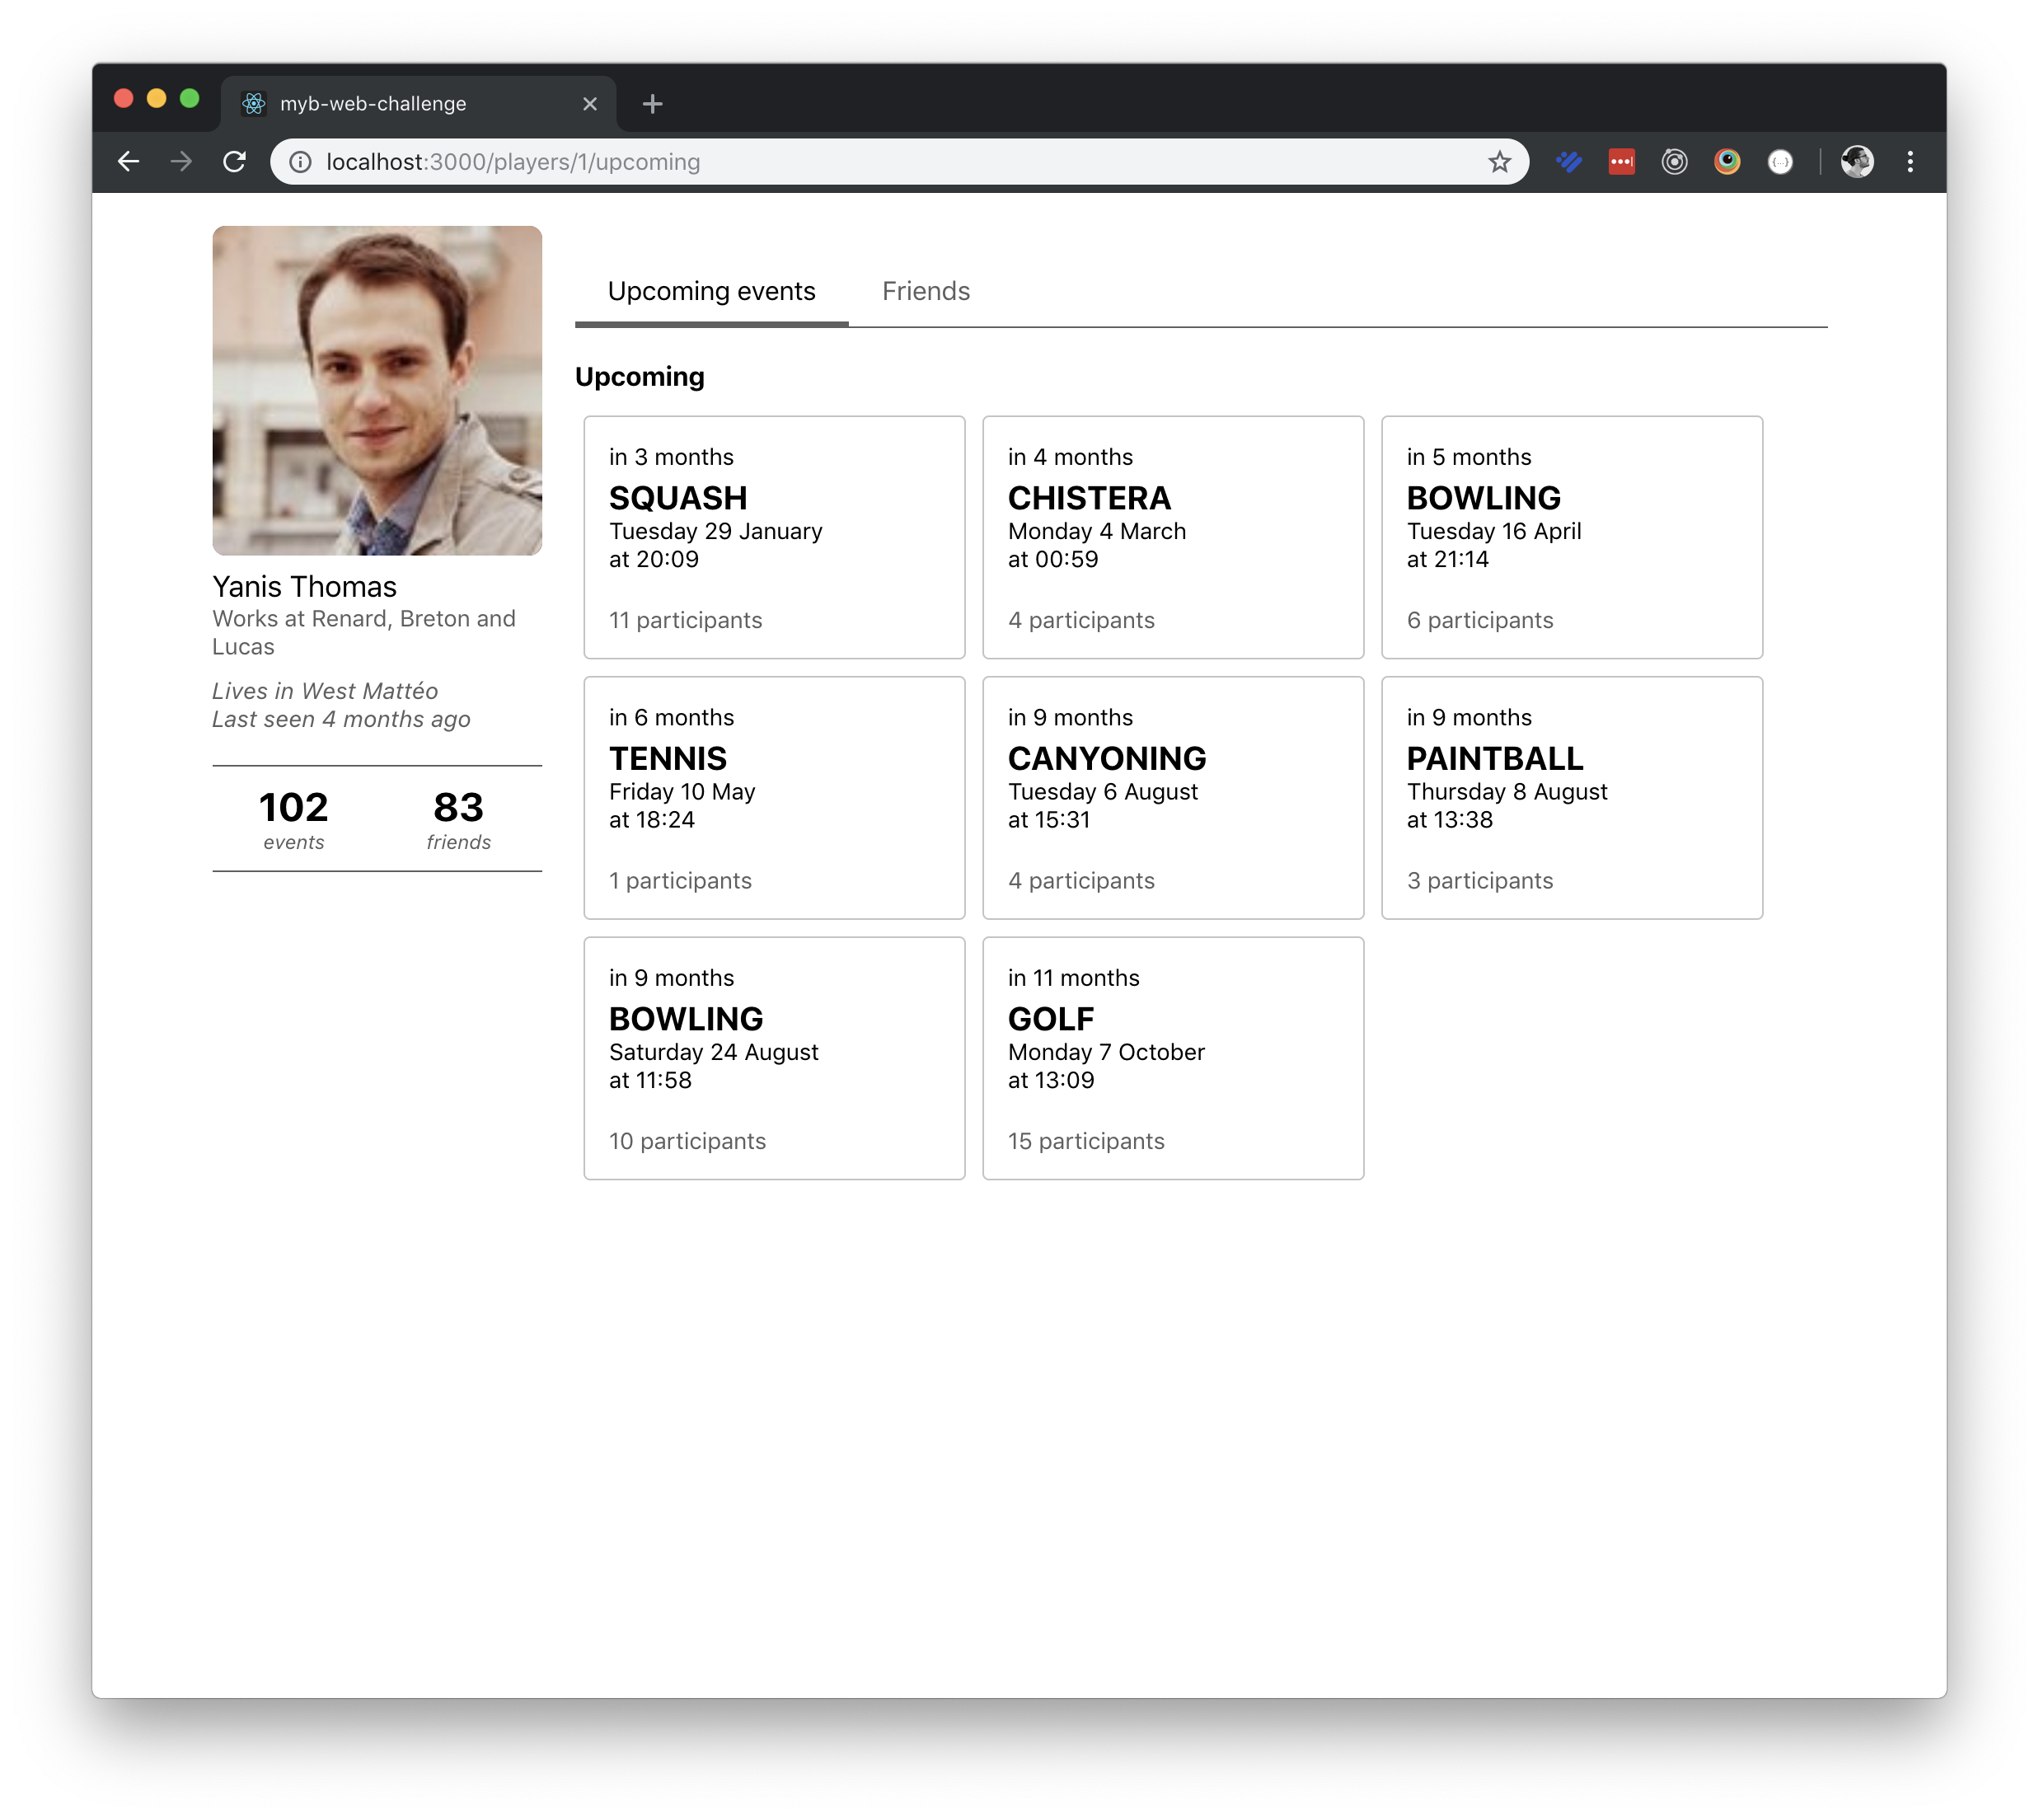 myb-web-challenge
localhost:3000/players/1/upcoming
Yanis Thomas
Works at Renard, Breton and
Lucas
Lives in West Mattéo
Last seen 4 months ago
102
events
83
friends
Upcoming events
Friends
Upcoming
in 3 months
SQUASH
Tuesday 29 January
at 20:09
11 participants
in 4 months
CHISTERA
Monday 4 March
at 00:59
4 participants
in 5 months
BOWLING
Tuesday 16 April
at 21:14
6 participants
in 6 months
TENNIS
Friday 10 May
at 18:24
1 participants
in 9 months
CANYONING
Tuesday 6 August
at 15:31
4 participants
in 9 months
PAINTBALL
Thursday 8 August
at 13:38
3 participants
in 9 months
BOWLING
Saturday 24 August
at 11:58
10 participants
in 11 months
GOLF
Monday 7 October
at 13:09
15 participants